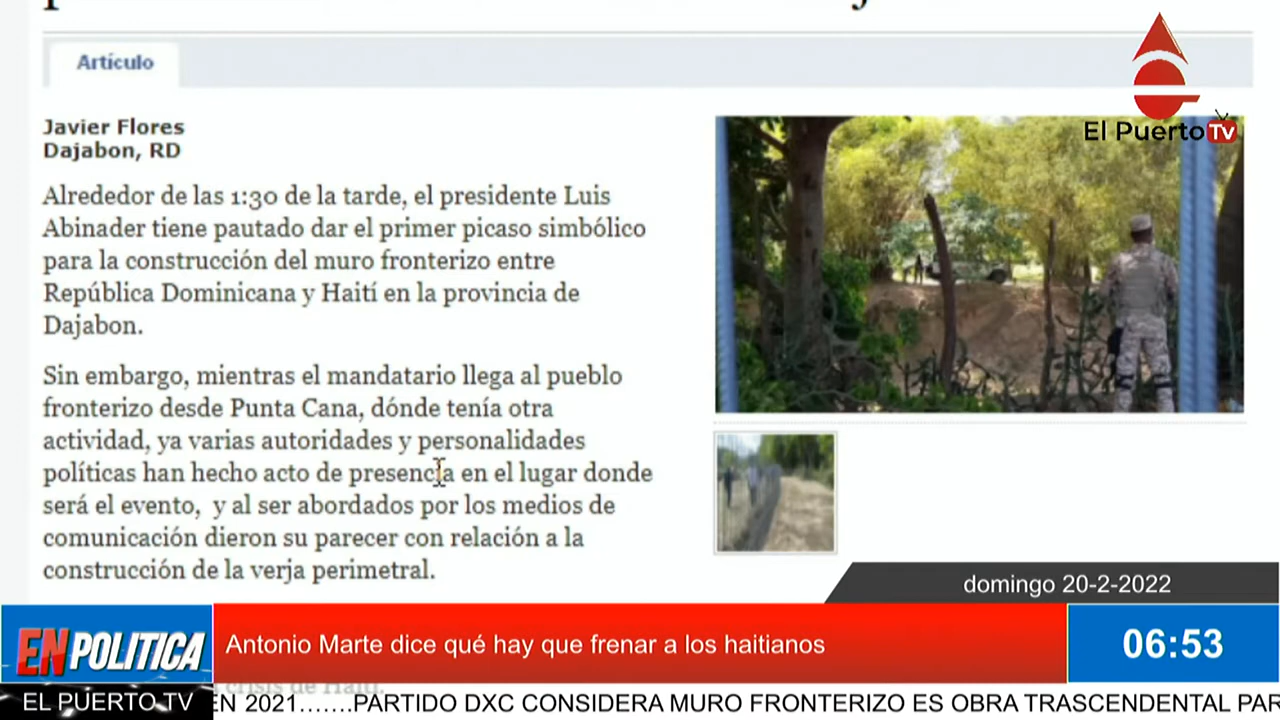 Artículo
El Puerto Tv
Javier Flores
Dajabon, RD
Alrededor de las 1:30 de la tarde, el presidente Luis
Abinader tiene pautado dar el primer picaso simbólico
para la construcción del muro fronterizo entre
República Dominicana y Haití en la provincia de
Dajabon.
Sin embargo, mientras el mandatario llega al pueblo
fronterizo desde Punta Cana, dónde tenía otra
actividad, ya varias autoridades y personalidades
políticas han hecho acto de presencia en el lugar donde
será el evento,  y al ser abordados por los medios de
comunicación dieron su parecer con relación a la
construcción de la verja perimetral.
domingo 20-2-2022
EN POLITICA
Antonio Marte dice qué hay que frenar a los haitianos
06:53
crisis de Haití.
EL PUERTO TV
EN 2021.......PARTIDO DXC CONSIDERA MURO FRONTERIZO ES OBRA TRASCENDENTAL PAR